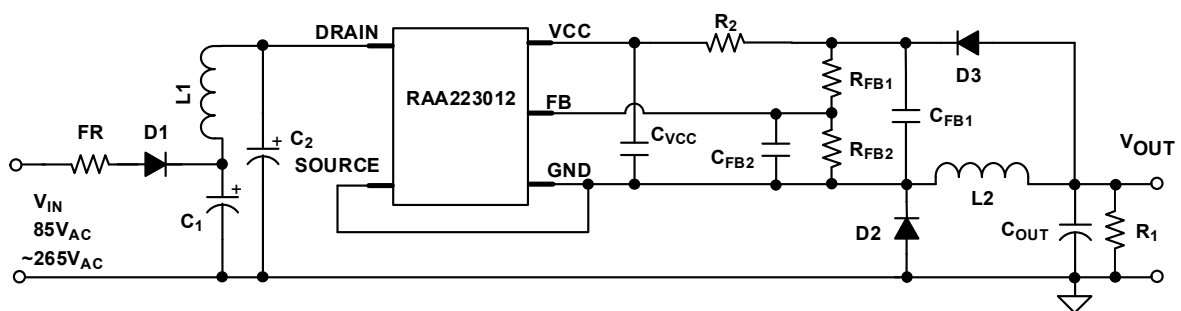 DRAIN
VCC
R2
L1
RAA223012
RFB1
D3
FB
CFB1
FR
D1
C2
+
CVCC
CFB2
RFB2
VOUT
SOURCE
GND
+
C1
L2
VIN
85VAC
~265VAC
D2
COUT
R1